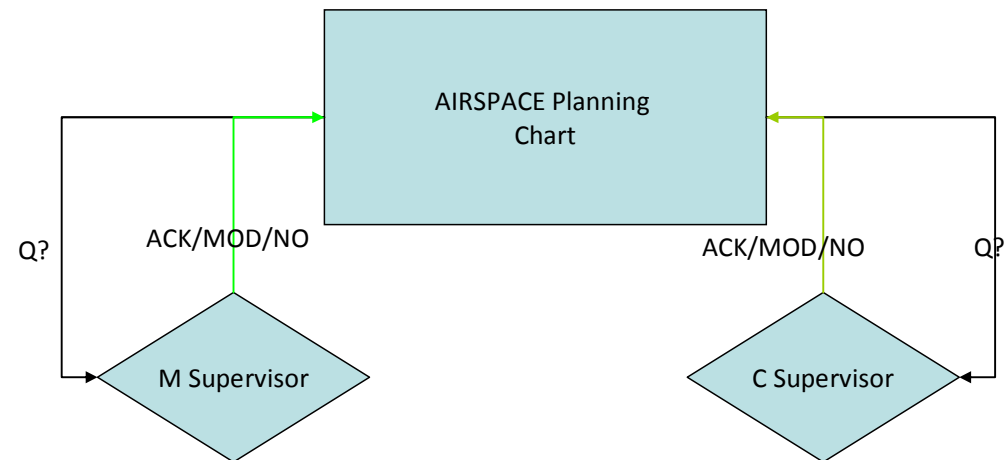 AIRSPACE Planning
Chart
ACK/MOD/NO
ACK/MOD/NO
Q?
Q?
M Supervisor
C Supervisor